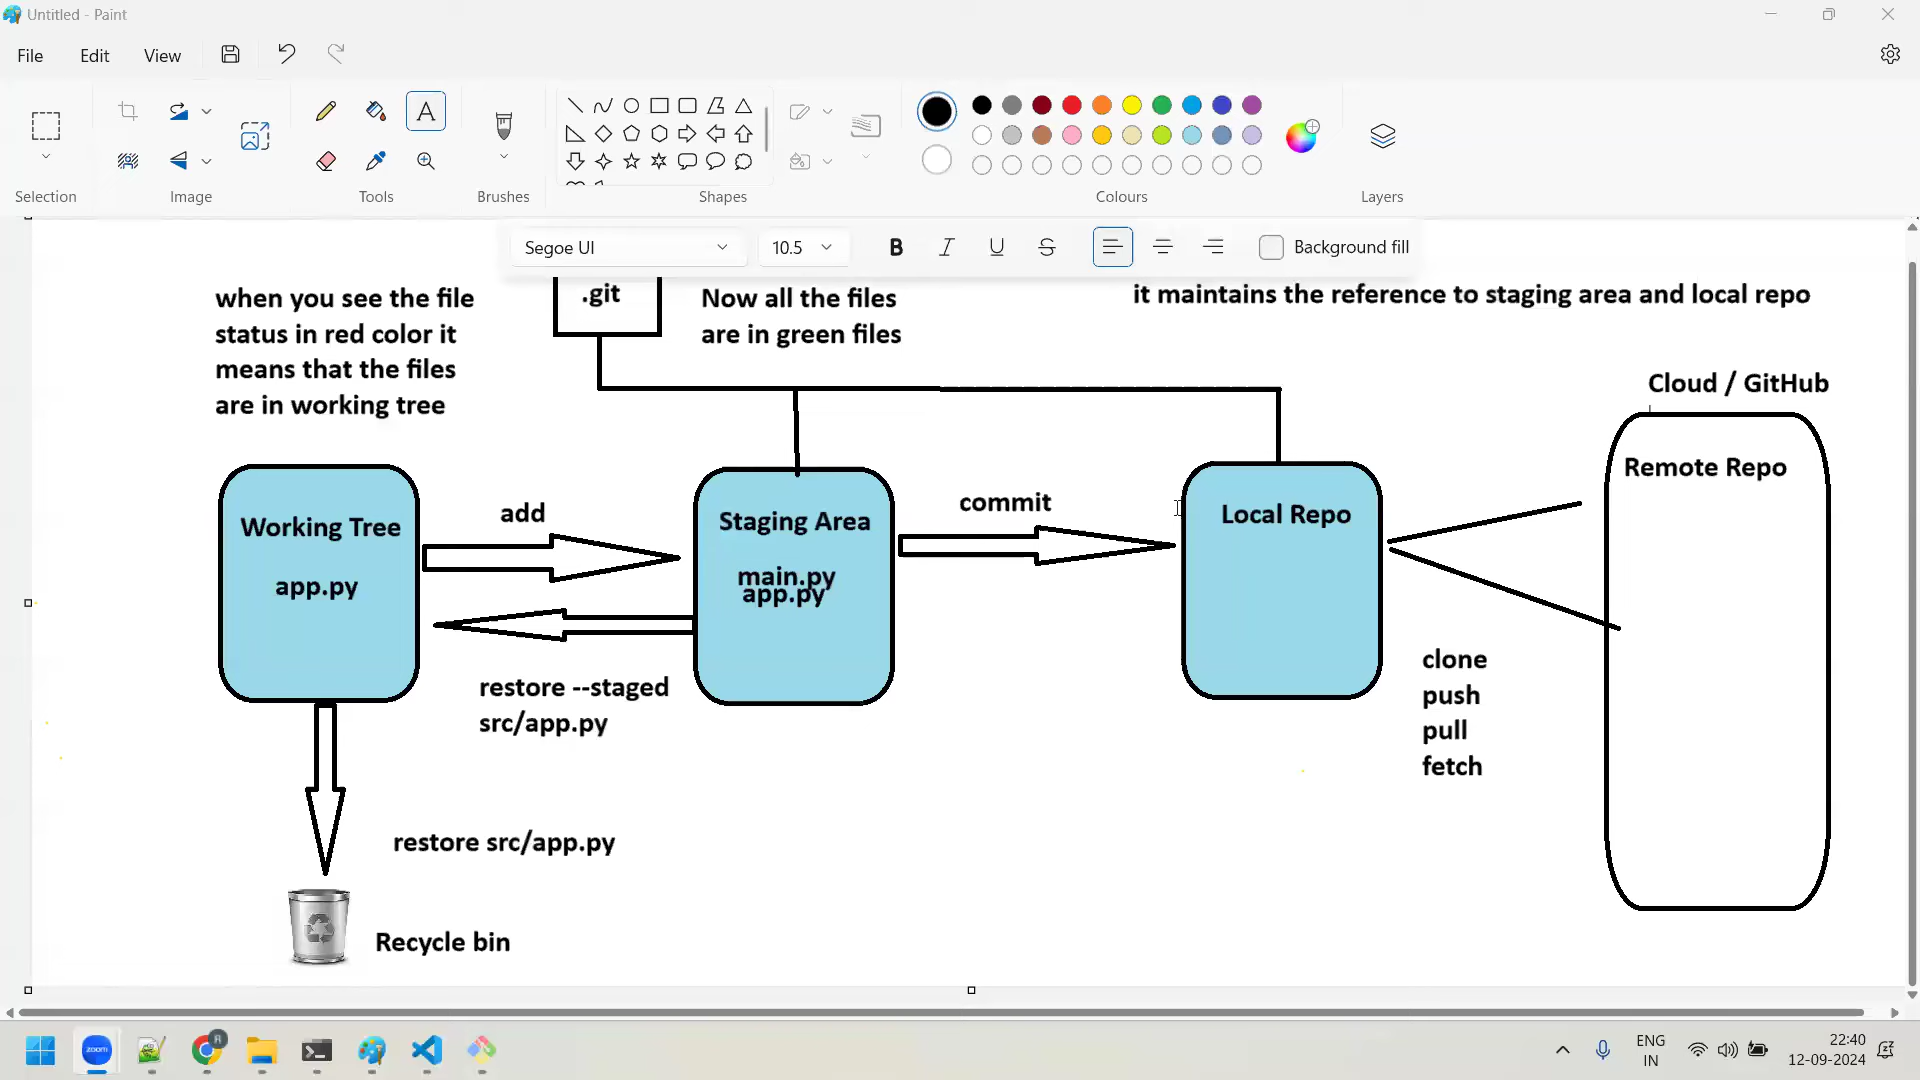 Untitled - Paint
File Edit View
Selection Image Tools Brushes Shapes Colours Layers
Segoe UI 10.5 B I U S Background fill
when you see the file
status in red color it
means that the files
are in working tree
.git
Now all the files
are in green files
it maintains the reference to staging area and local repo
Cloud / GitHub
Remote Repo
Working Tree
app.py
add
Staging Area
main.py
app.py
commit
Local Repo
restore --staged
src/app.py
clone
push
pull
fetch
restore src/app.py
Recycle bin
zoom
R
ENG
IN
22:40
12-09-2024